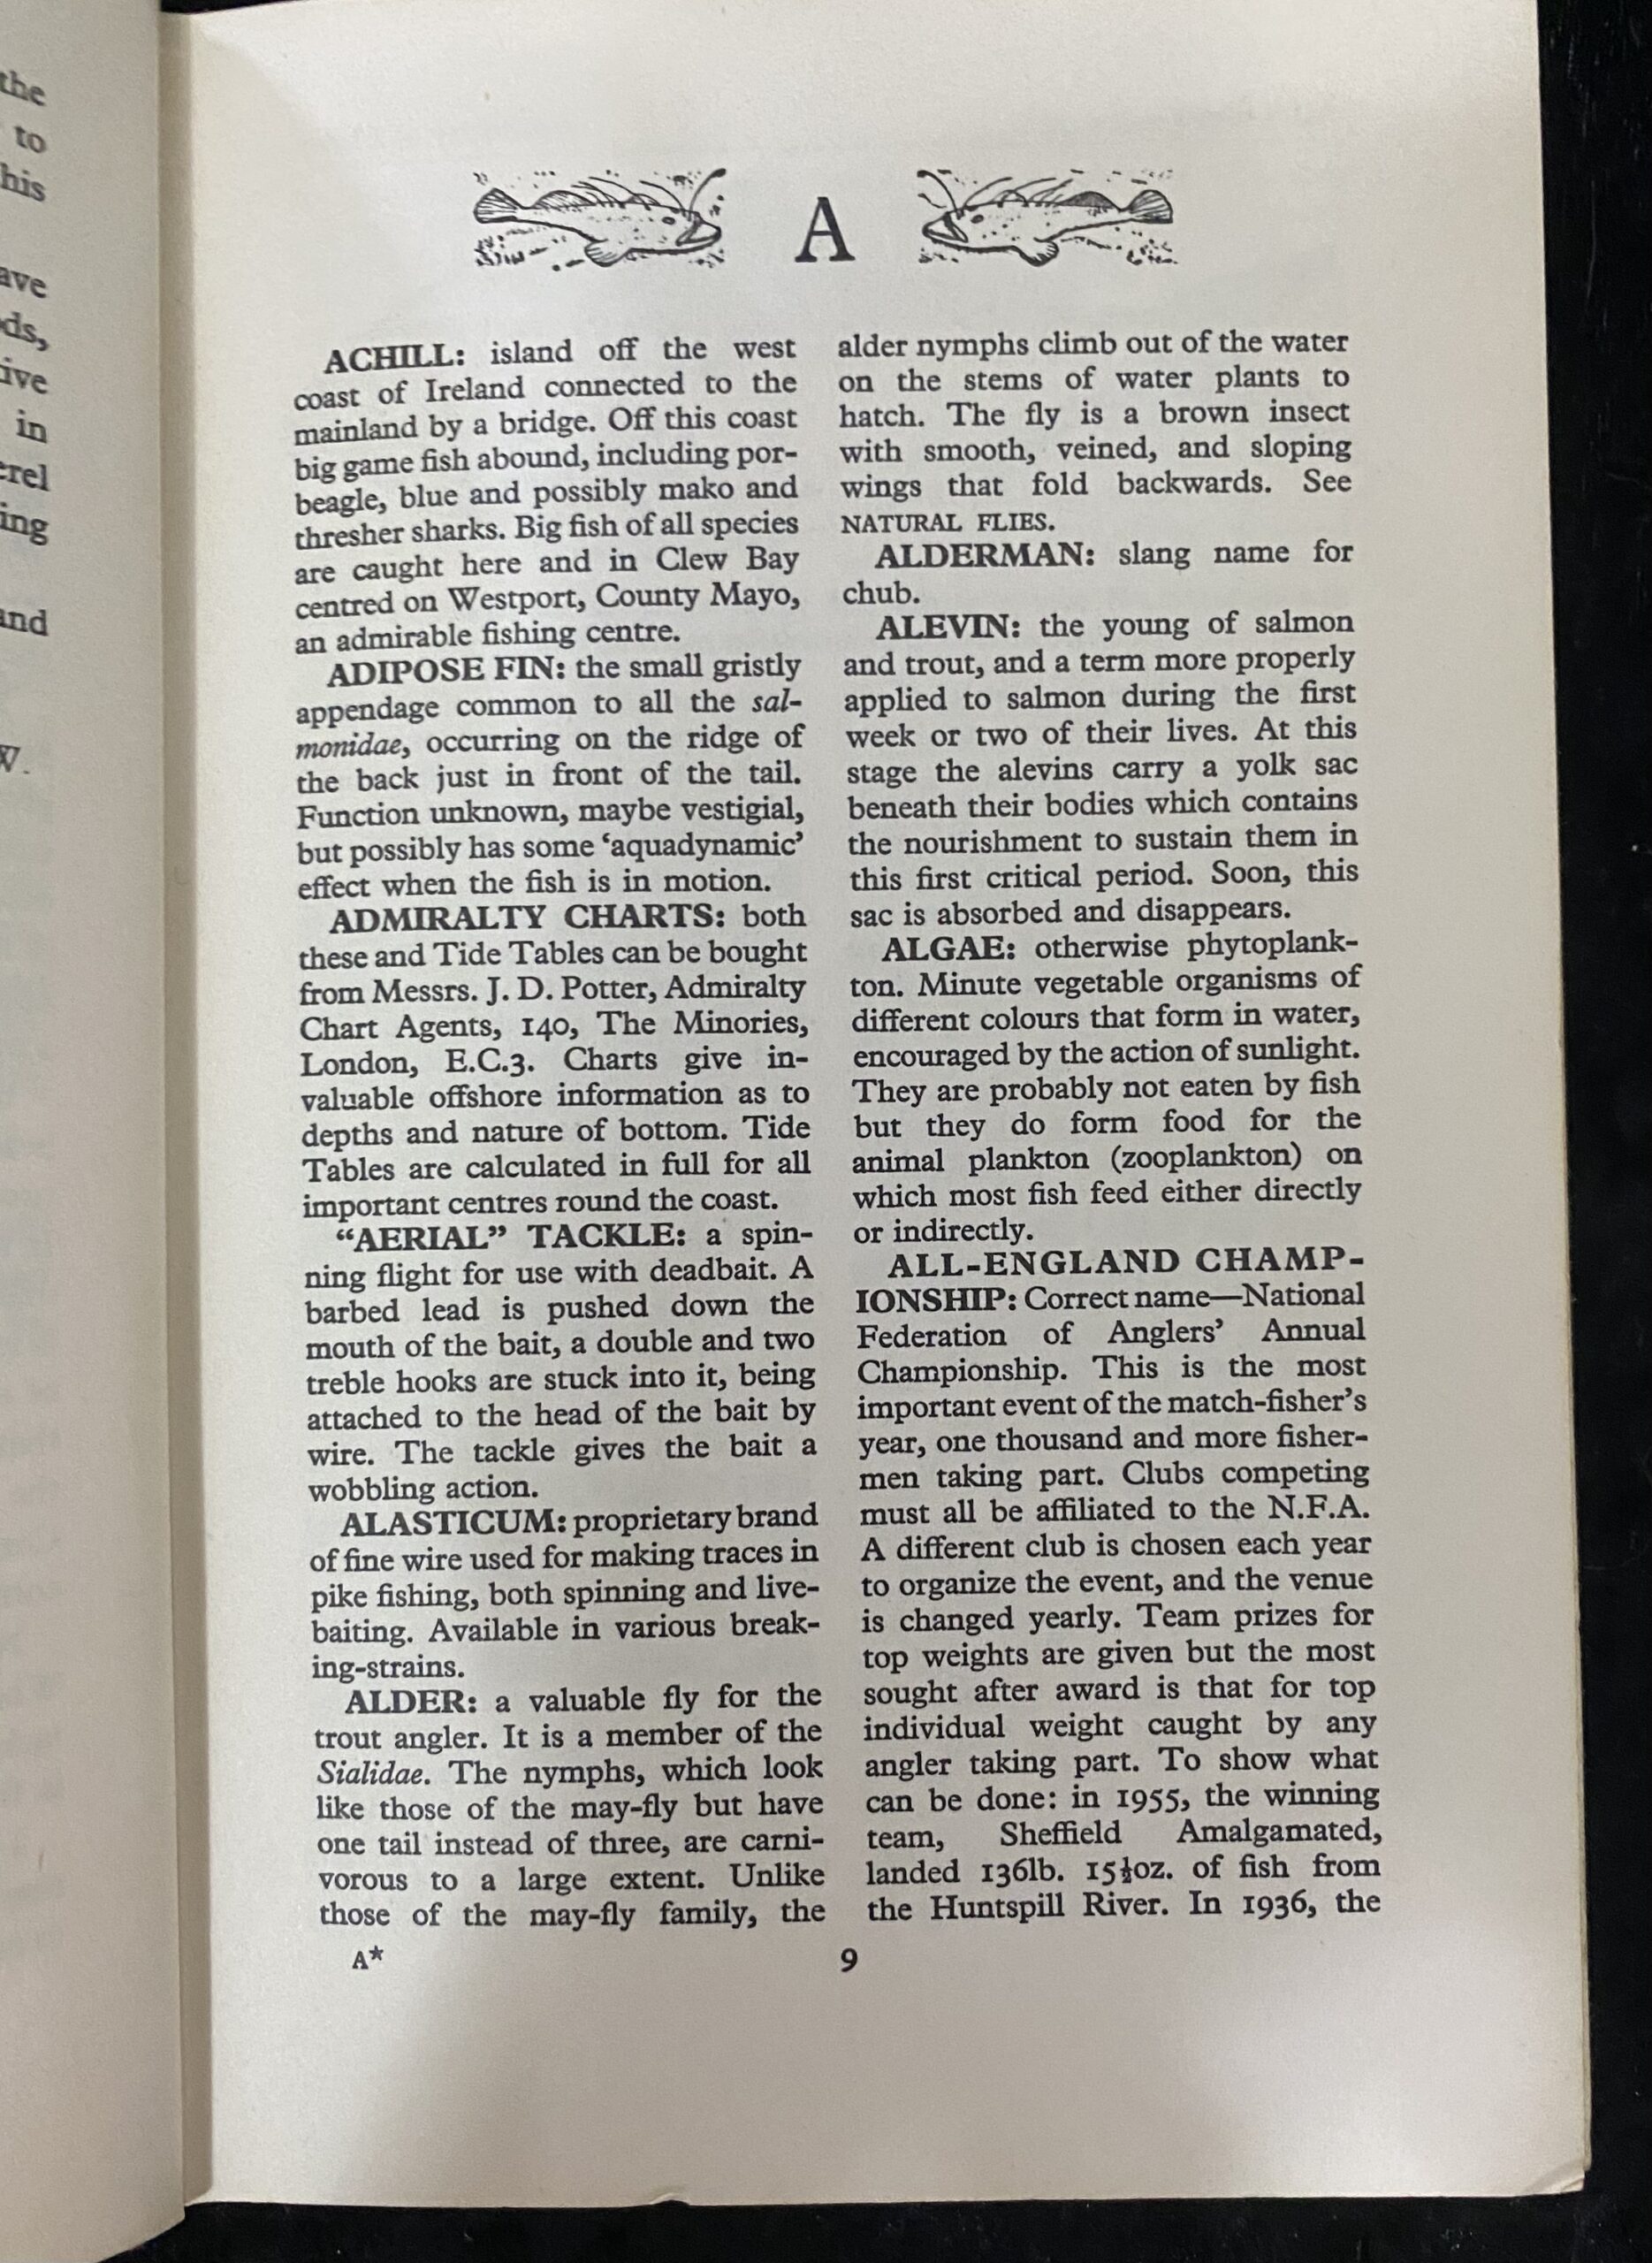 the
to
his
ave
ds,
ive
in
rel
ing
and
W.
A
ACHILL: island off the west
coast of Ireland connected to the
mainland by a bridge. Off this coast
big game fish abound, including por-
beagle, blue and possibly mako and
thresher sharks. Big fish of all species
are caught here and in Clew Bay
centred on Westport, County Mayo,
an admirable fishing centre.
ADIPOSE FIN: the small gristly
appendage common to all the sal-
monidae, occurring on the ridge of
the back just in front of the tail.
Function unknown, maybe vestigial,
but possibly has some ‘aquadynamic’
effect when the fish is in motion.
ADMIRALTY CHARTS: both
these and Tide Tables can be bought
from Messrs. J. D. Potter, Admiralty
Chart Agents, 140, The Minories,
London, E.C.3. Charts give in-
valuable offshore information as to
depths and nature of bottom. Tide
Tables are calculated in full for all
important centres round the coast.
“AERIAL” TACKLE: a spin-
ning flight for use with deadbait. A
barbed lead is pushed down the
mouth of the bait, a double and two
treble hooks are stuck into it, being
attached to the head of the bait by
wire. The tackle gives the bait a
wobbling action.
ALASTICUM: proprietary brand
of fine wire used for making traces in
pike fishing, both spinning and live-
baiting. Available in various break-
ing-strains.
ALDER: a valuable fly for the
trout angler. It is a member of the
Sialidae. The nymphs, which look
like those of the may-fly but have
one tail instead of three, are carni-
vorous to a large extent. Unlike
those of the may-fly family, the
alder nymphs climb out of the water
on the stems of water plants to
hatch. The fly is a brown insect
with smooth, veined, and sloping
wings that fold backwards. See
NATURAL FLIES.
ALDERMAN: slang name for
chub.
ALEVIN: the young of salmon
and trout, and a term more properly
applied to salmon during the first
week or two of their lives. At this
stage the alevins carry a yolk sac
beneath their bodies which contains
the nourishment to sustain them in
this first critical period. Soon, this
sac is absorbed and disappears.
ALGAE: otherwise phytoplank-
ton. Minute vegetable organisms of
different colours that form in water,
encouraged by the action of sunlight.
They are probably not eaten by fish
but they do form food for the
animal plankton (zooplankton) on
which most fish feed either directly
or indirectly.
ALL-ENGLAND CHAMP-
IONSHIP: Correct name—National
Federation of Anglers’ Annual
Championship. This is the most
important event of the match-fisher’s
year, one thousand and more fisher-
men taking part. Clubs competing
must all be affiliated to the N.F.A.
A different club is chosen each year
to organize the event, and the venue
is changed yearly. Team prizes for
top weights are given but the most
sought after award is that for top
individual weight caught by any
angler taking part. To show what
can be done: in 1955, the winning
team, Sheffield Amalgamated,
landed 136lb. 15½oz. of fish from
the Huntspill River. In 1936, the
A*
9